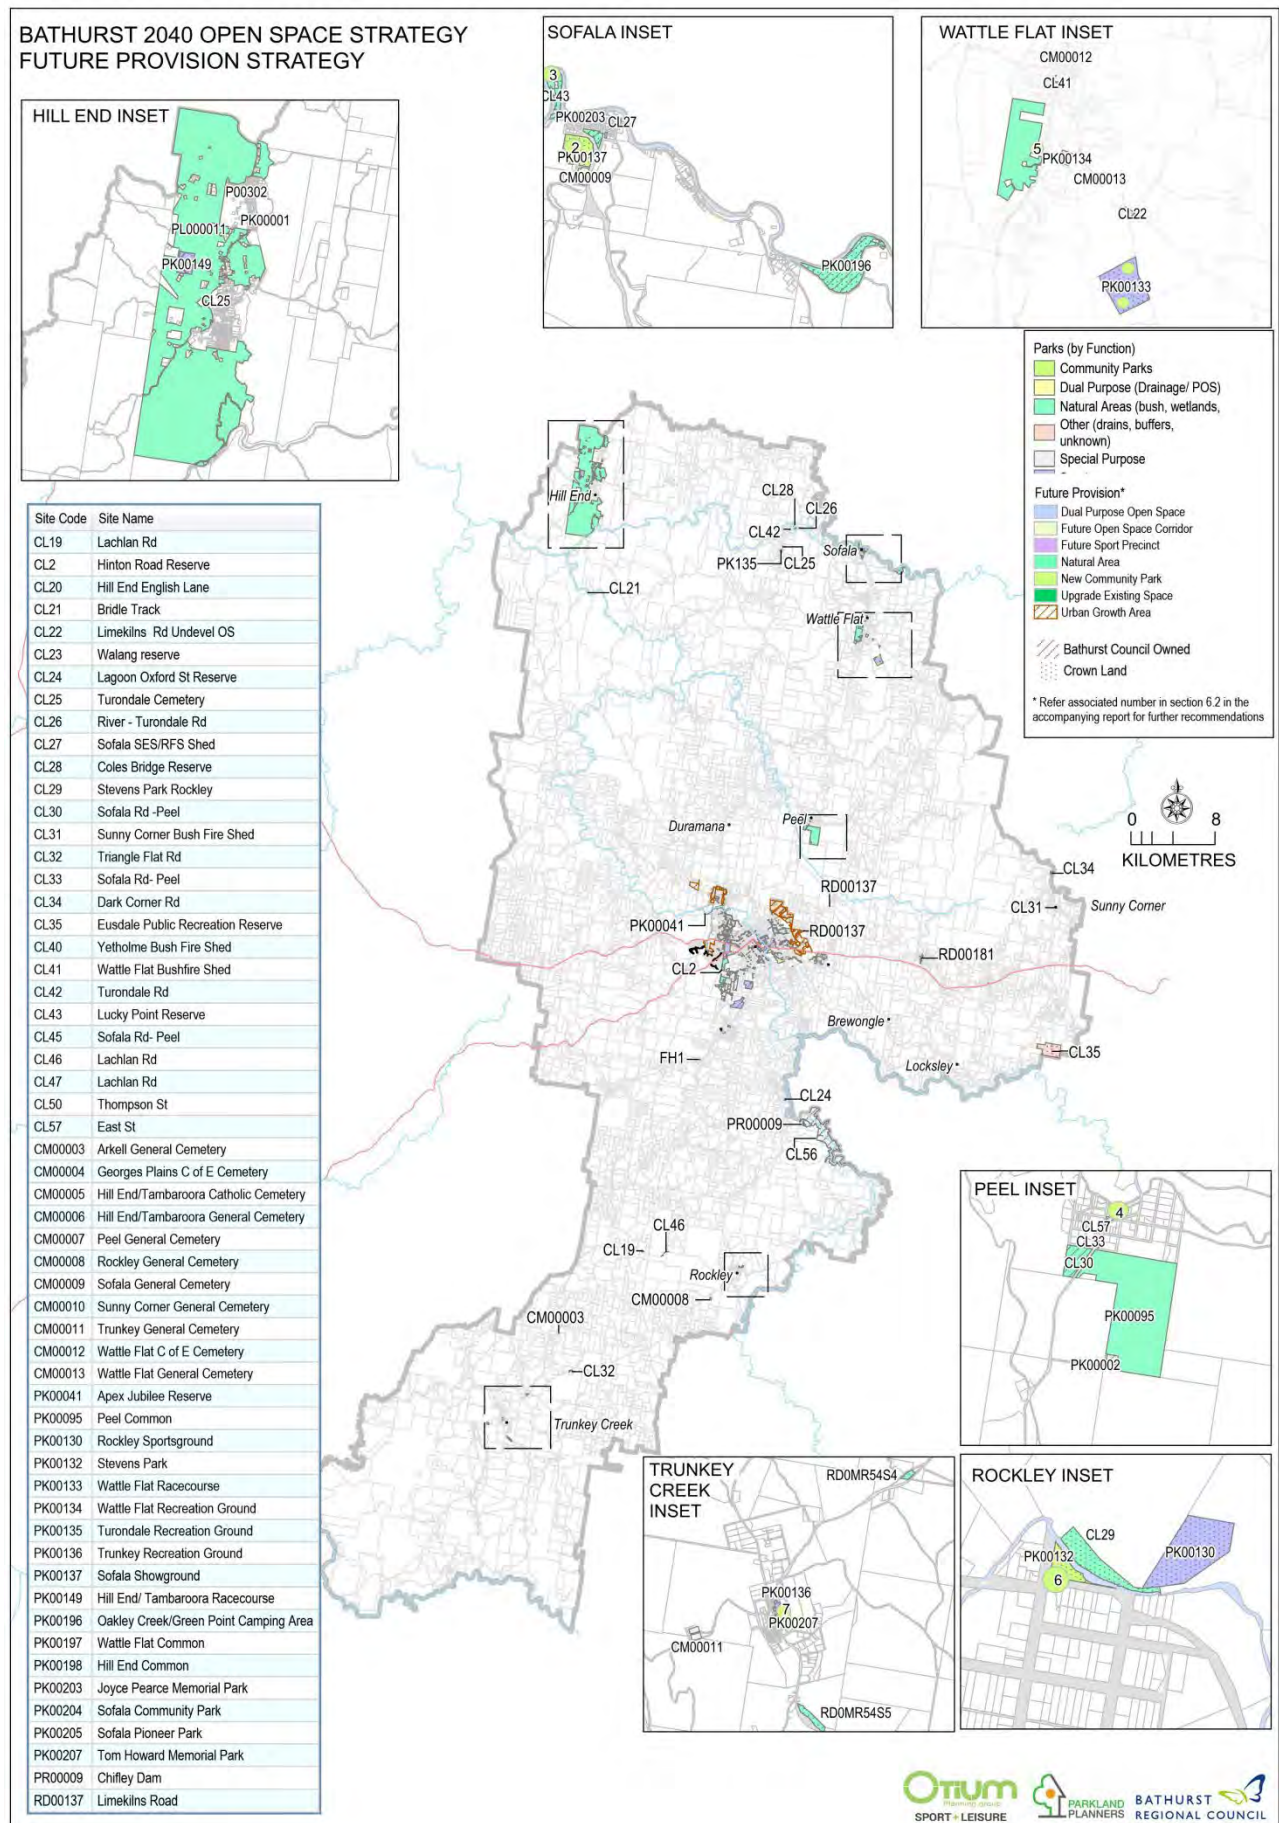 BATHURST 2040 OPEN SPACE STRATEGY
FUTURE PROVISION STRATEGY
HILL END INSET
P00302
PK00001
PL000011
PK00149
CL25
SOFALA INSET
3
CL43
PK00203
CL27
2
PK00137
CM00009
PK00196
WATTLE FLAT INSET
CM00012
CL41
5
PK00134
CM00013
CL22
PK00133
Parks (by Function)
Community Parks
Dual Purpose (Drainage/ POS)
Natural Areas (bush, wetlands,
Other (drains, buffers,
unknown)
Special Purpose
Future Provision*
Dual Purpose Open Space
Future Open Space Corridor
Future Sport Precinct
Natural Area
New Community Park
Upgrade Existing Space
Urban Growth Area
Bathurst Council Owned
Crown Land
* Refer associated number in section 6.2 in the
accompanying report for further recommendations
0 8
KILOMETRES
Site Code Site Name
CL19 Lachlan Rd
CL2 Hinton Road Reserve
CL20 Hill End English Lane
CL21 Bridle Track
CL22 Limekilns Rd Undevel OS
CL23 Walang reserve
CL24 Lagoon Oxford St Reserve
CL25 Turondale Cemetery
CL26 River - Turondale Rd
CL27 Sofala SES/RFS Shed
CL28 Coles Bridge Reserve
CL29 Stevens Park Rockley
CL30 Sofala Rd -Peel
CL31 Sunny Corner Bush Fire Shed
CL32 Triangle Flat Rd
CL33 Sofala Rd- Peel
CL34 Dark Corner Rd
CL35 Eusdale Public Recreation Reserve
CL40 Yetholme Bush Fire Shed
CL41 Wattle Flat Bushfire Shed
CL42 Turondale Rd
CL43 Lucky Point Reserve
CL45 Sofala Rd- Peel
CL46 Lachlan Rd
CL47 Lachlan Rd
CL50 Thompson St
CL57 East St
CM00003 Arkell General Cemetery
CM00004 Georges Plains C of E Cemetery
CM00005 Hill End/Tambaroora Catholic Cemetery
CM00006 Hill End/Tambaroora General Cemetery
CM00007 Peel General Cemetery
CM00008 Rockley General Cemetery
CM00009 Sofala General Cemetery
CM00010 Sunny Corner General Cemetery
CM00011 Trunkey General Cemetery
CM00012 Wattle Flat C of E Cemetery
CM00013 Wattle Flat General Cemetery
PK00041 Apex Jubilee Reserve
PK00095 Peel Common
PK00130 Rockley Sportsground
PK00132 Stevens Park
PK00133 Wattle Flat Racecourse
PK00134 Wattle Flat Recreation Ground
PK00135 Turondale Recreation Ground
PK00136 Trunkey Recreation Ground
PK00137 Sofala Showground
PK00149 Hill End/ Tambaroora Racecourse
PK00196 Oakley Creek/Green Point Camping Area
PK00197 Wattle Flat Common
PK00198 Hill End Common
PK00203 Joyce Pearce Memorial Park
PK00204 Sofala Community Park
PK00205 Sofala Pioneer Park
PK00207 Tom Howard Memorial Park
PR00009 Chifley Dam
RD00137 Limekilns Road
Hill End
CL28
CL26
CL42
Sofala
PK135
CL25
CL21
Wattle Flat
Duramana
Peel
RD00137
CL34
CL31
Sunny Corner
PK00041
RD00137
CL2
RD00181
Brewongle
FH1
Locksley
CL35
CL24
PR00009
CL56
CL46
CL19
Rockley
CM00008
CM00003
CL32
Trunkey Creek
PEEL INSET
4
CL57
CL33
CL30
PK00095
PK00002
TRUNKEY
CREEK
INSET
RD0MR54S4
PK00136
7
PK00207
CM00011
RD0MR54S5
ROCKLEY INSET
CL29
PK00132
PK00130
6
OTIUM
Planning Group
SPORT + LEISURE
PARKLAND
PLANNERS
BATHURST
REGIONAL COUNCIL